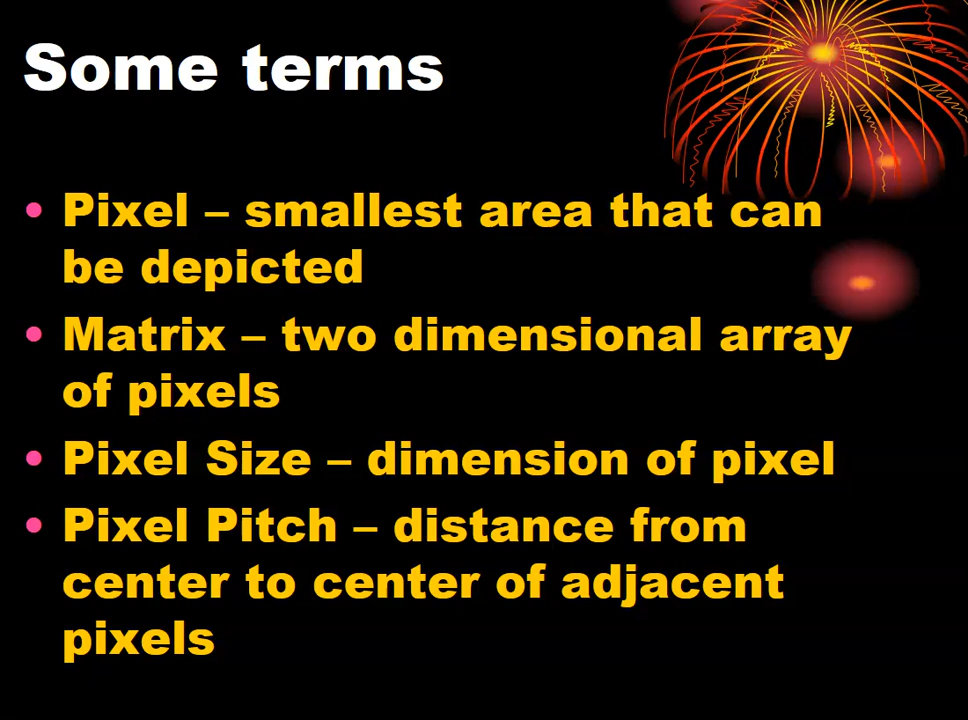 Some terms
• Pixel – smallest area that can
be depicted
• Matrix – two dimensional array
of pixels
• Pixel Size – dimension of pixel
• Pixel Pitch – distance from
center to center of adjacent
pixels